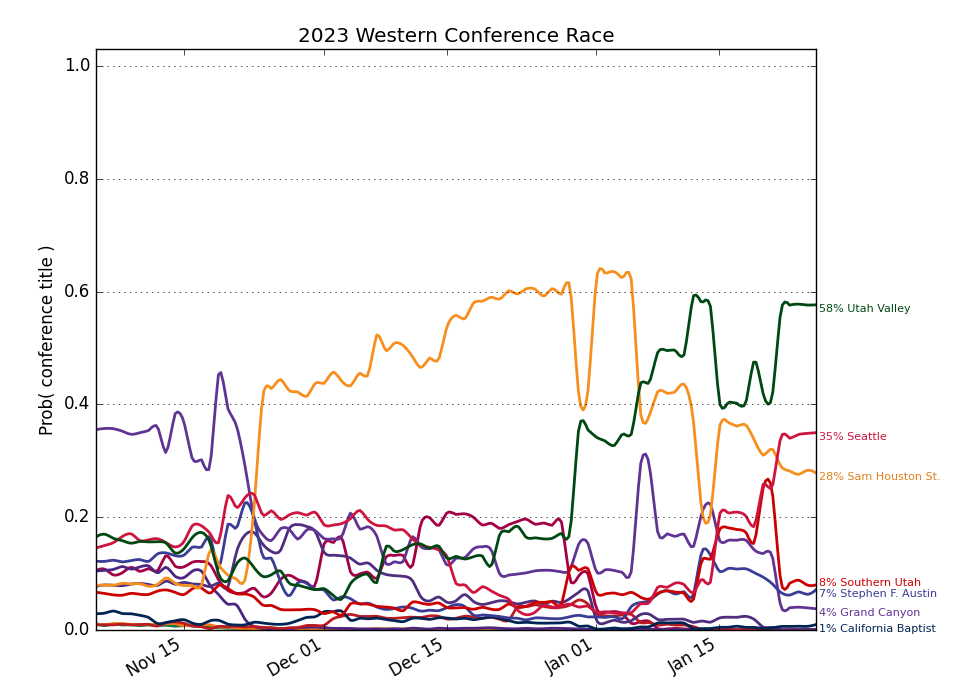 2023 Western Conference Race
Prob( conference title )
1.0
0.8
0.6
0.4
0.2
0.0
Nov 15
Dec 01
Dec 15
Jan 01
Jan 15
58% Utah Valley
35% Seattle
28% Sam Houston St.
8% Southern Utah
7% Stephen F. Austin
4% Grand Canyon
1% California Baptist